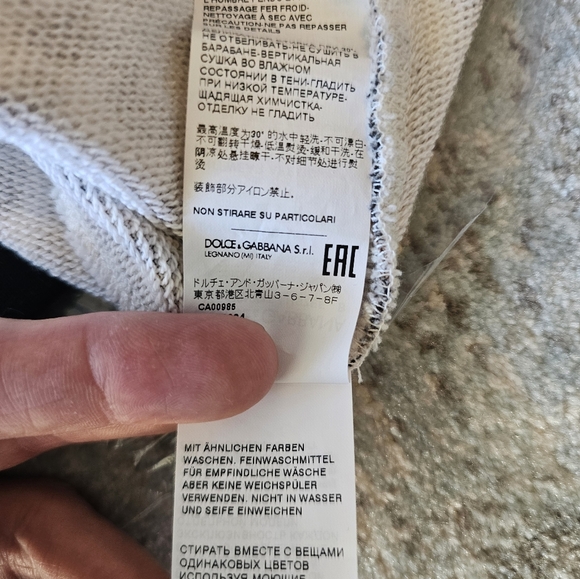 REPASSAGE FER FROID-
NETTOYAGE À SEC AVEC
PRÉCAUTION-NE PAS REPASSER
LES DÉTAILS
НЕ ОТБЕЛИВАТЬ-НЕ СУШИТЬ В
БАРАБАНЕ-ВЕРТИКАЛЬНАЯ
СУШКА ВО ВЛАЖНОМ
СОСТОЯНИИ В ТЕНИ-ГЛАДИТЬ
ПРИ НИЗКОЙ ТЕМПЕРАТУРЕ-
ЩАДЯЩАЯ ХИМЧИСТКА-
ОТДЕЛКУ НЕ ГЛАДИТЬ
最高温度为30°的水中轻洗-不可漂白-
不可翻转干燥-低温熨烫-缓和干洗-在
阴凉处悬挂晾干-不对细节处进行熨
烫
装飾部分アイロン禁止。
NON STIRARE SU PARTICOLARI
DOLCE & GABBANA S.r.l.
LEGNANO (MI) ITALY
EAC
ドルチェ・アンド・ガッバーナ・ジャパン㈱
東京都港区北青山3-6-7-8F
CA00985
MIT ÄHNLICHEN FARBEN
WASCHEN. FEINWASCHMITTEL
FÜR EMPFINDLICHE WÄSCHE
ABER KEINE WEICHSPÜLER
VERWENDEN. NICHT IN WASSER
UND SEIFE EINWEICHEN
СТИРАТЬ ВМЕСТЕ С ВЕЩАМИ
ОДИНАКОВЫХ ЦВЕТОВ
ИСПОЛЬЗУЯ МОЮЩИЕ